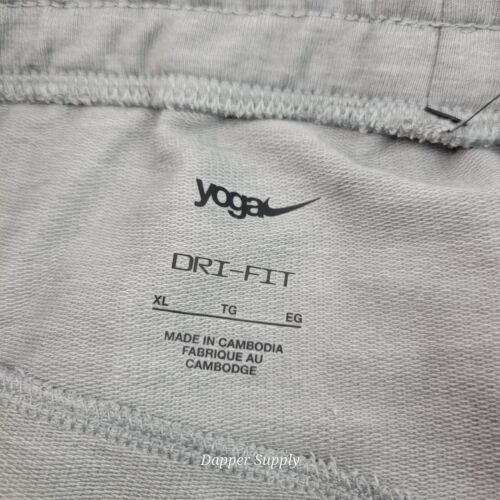 yoga
DRI-FIT
XL TG EG
MADE IN CAMBODIA
FABRIQUE AU
CAMBODGE
Dapper Supply